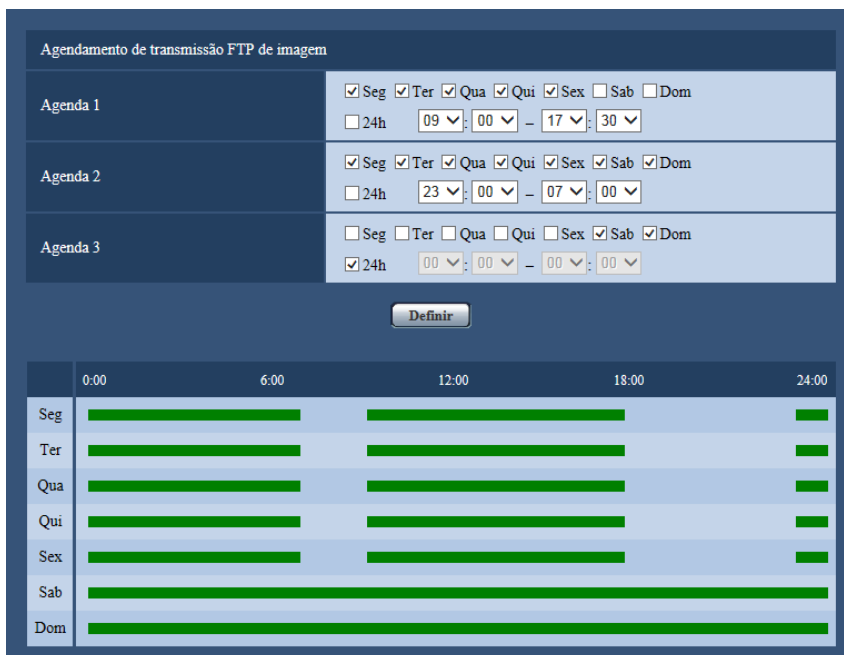 Agendamento de transmissão FTP de imagem
Agenda 1
Seg Ter Qua Qui Sex Sab Dom
24h 09 : 00 – 17 : 30
Agenda 2
Seg Ter Qua Qui Sex Sab Dom
24h 23 : 00 – 07 : 00
Agenda 3
Seg Ter Qua Qui Sex Sab Dom
24h 00 : 00 – 00 : 00
Definir
0:00 6:00 12:00 18:00 24:00
Seg
Ter
Qua
Qui
Sex
Sab
Dom